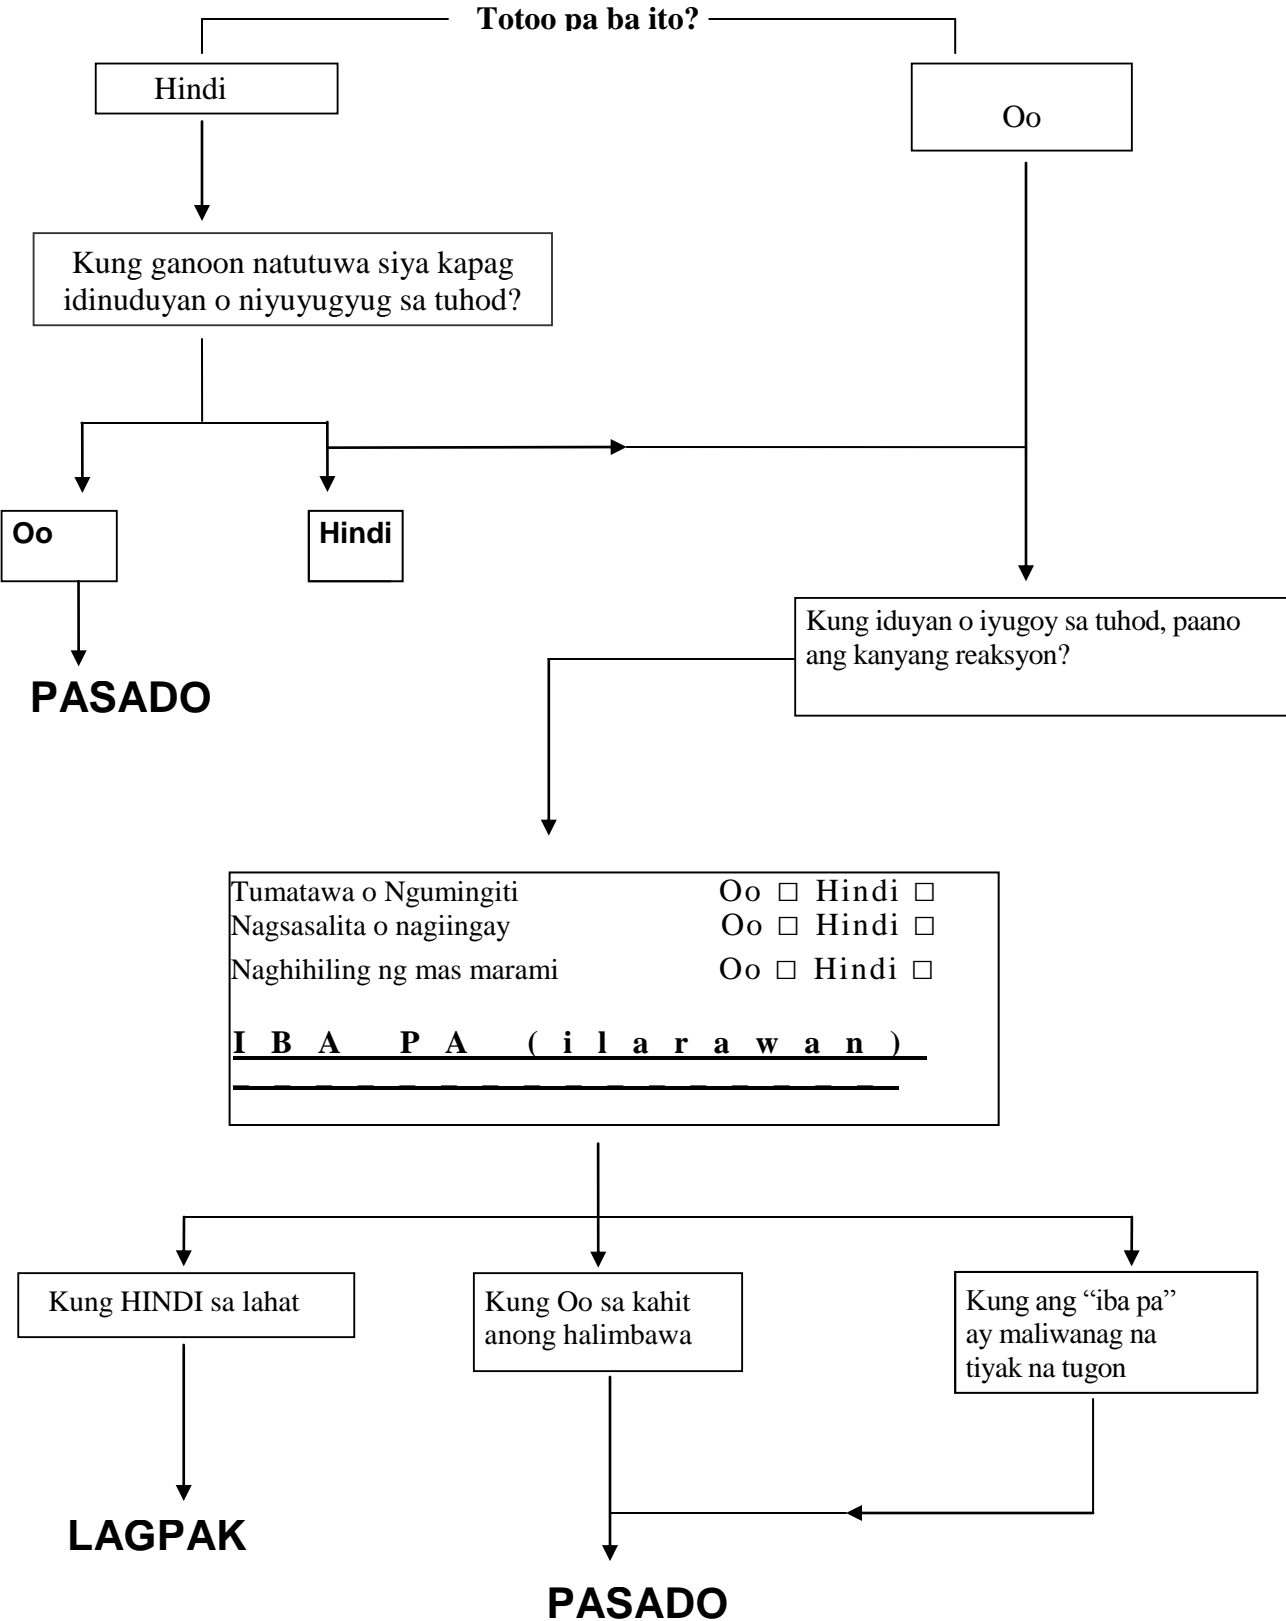 Totoo pa ba ito?
Hindi
Oo
Kung ganoon natutuwa siya kapag
idinuduyan o niyuyugyug sa tuhod?
Oo
Hindi
PASADO
Kung iduyan o iyugoy sa tuhod, paano
ang kanyang reaksyon?
Tumatawa o Ngumingiti Oo □ Hindi □
Nagsasalita o nagiingay Oo □ Hindi □
Naghihiling ng mas marami Oo □ Hindi □
IBA PA (ilarawan)
_ _ _ _ _ _ _ _ _ _ _ _ _ _ _ _
Kung HINDI sa lahat
Kung Oo sa kahit
anong halimbawa
Kung ang “iba pa”
ay maliwanag na
tiyak na tugon
LAGPAK
PASADO